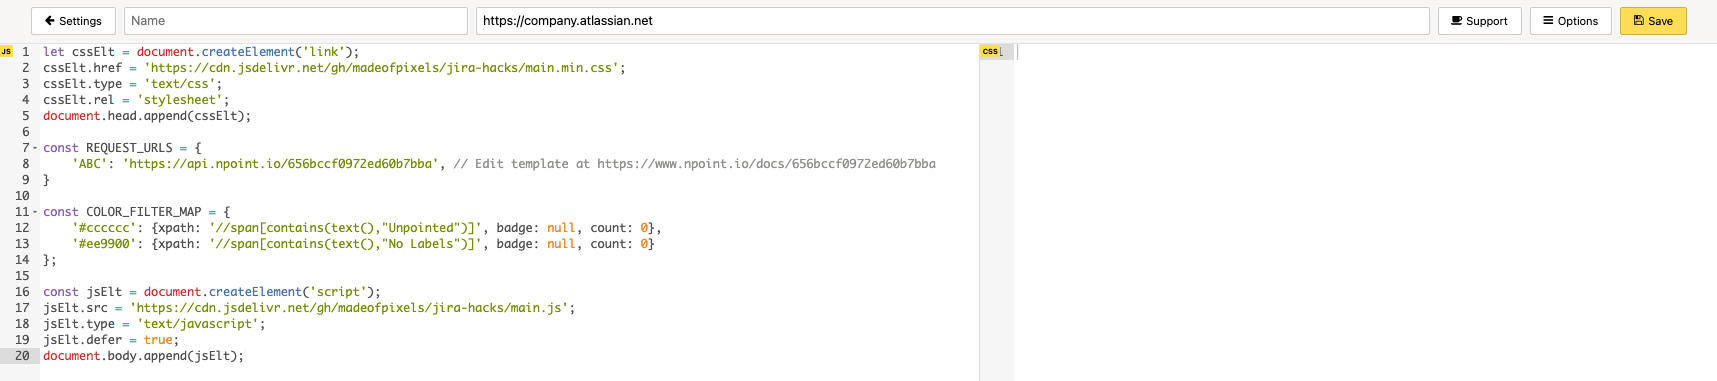 Settings
Name
https://company.atlassian.net
Support
Options
Save
JS
1 let cssElt = document.createElement('link');
2 cssElt.href = 'https://cdn.jsdelivr.net/gh/madeofpixels/jira-hacks/main.min.css';
3 cssElt.type = 'text/css';
4 cssElt.rel = 'stylesheet';
5 document.head.append(cssElt);
6
7 const REQUEST_URLS = {
8     'ABC': 'https://api.npoint.io/656bccf0972ed60b7bba', // Edit template at https://www.npoint.io/docs/656bccf0972ed60b7bba
9 }
10
11 const COLOR_FILTER_MAP = {
12     '#cccccc': {xpath: '//span[contains(text(),"Unpointed")]', badge: null, count: 0},
13     '#ee9900': {xpath: '//span[contains(text(),"No Labels")]', badge: null, count: 0}
14 };
15
16 const jsElt = document.createElement('script');
17 jsElt.src = 'https://cdn.jsdelivr.net/gh/madeofpixels/jira-hacks/main.js';
18 jsElt.type = 'text/javascript';
19 jsElt.defer = true;
20 document.body.append(jsElt);
CSS